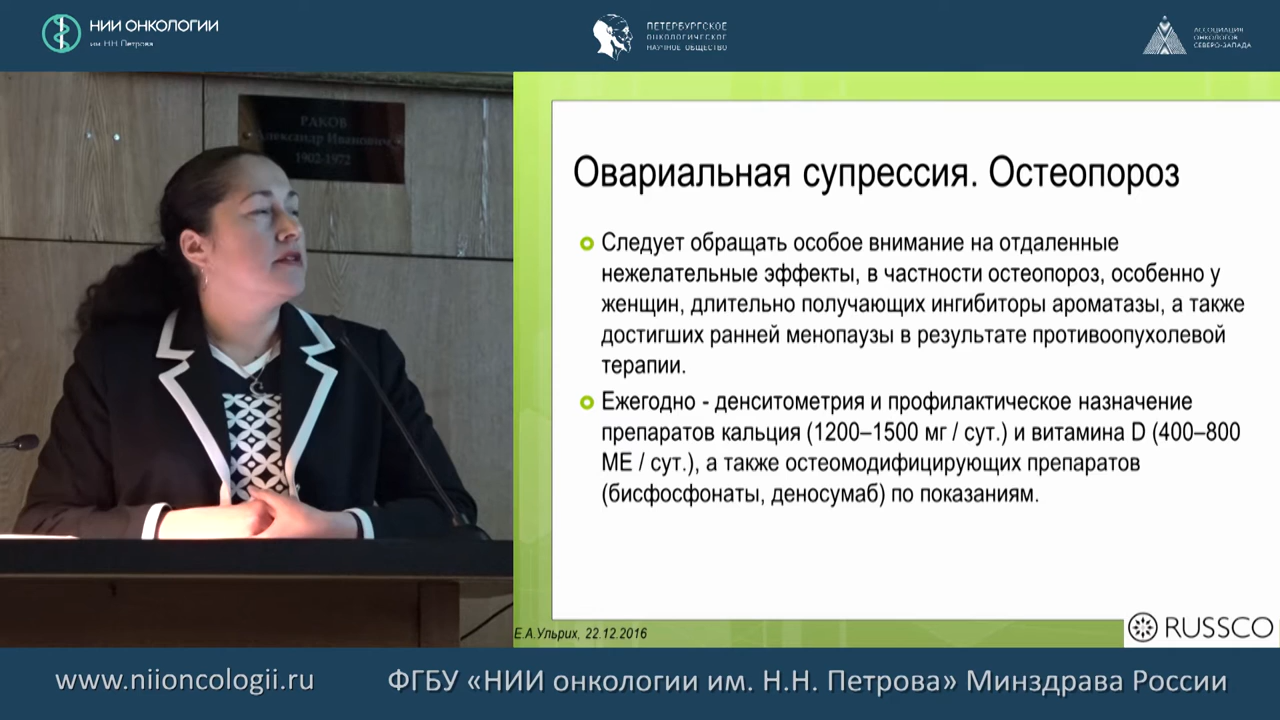 НИИ ОНКОЛОГИИ
им. Н.Н. Петрова
ПЕТЕРБУРГСКОЕ
ОНКОЛОГИЧЕСКОЕ
НАУЧНОЕ ОБЩЕСТВО
АССОЦИАЦИЯ
ОНКОЛОГОВ
СЕВЕРО-ЗАПАДА
РАКОВ
Александр Иванович
1902-1972
Овариальная супрессия. Остеопороз
Следует обращать особое внимание на отдаленные
нежелательные эффекты, в частности остеопороз, особенно у
женщин, длительно получающих ингибиторы ароматазы, а также
достигших ранней менопаузы в результате противоопухолевой
терапии.
Ежегодно - денситометрия и профилактическое назначение
препаратов кальция (1200–1500 мг / сут.) и витамина D (400–800
МЕ / сут.), а также остеомодифицирующих препаратов
(бисфосфонаты, деносумаб) по показаниям.
Е.А.Ульрих, 22.12.2016
RUSSCO
www.niioncologii.ru
ФГБУ «НИИ онкологии им. Н.Н. Петрова» Минздрава России